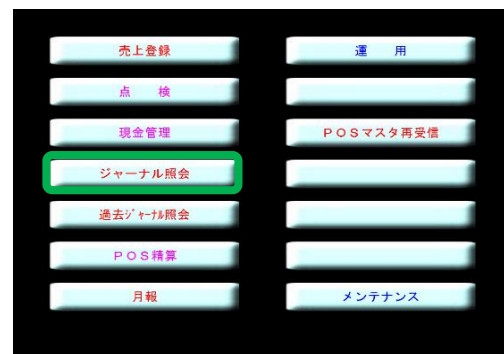 売上登録
点　検
現金管理
ジャーナル照会
過去ｼﾞｬｰﾅﾙ照会
ＰＯＳ精算
月報
運　用
ＰＯＳマスタ再受信
メンテナンス